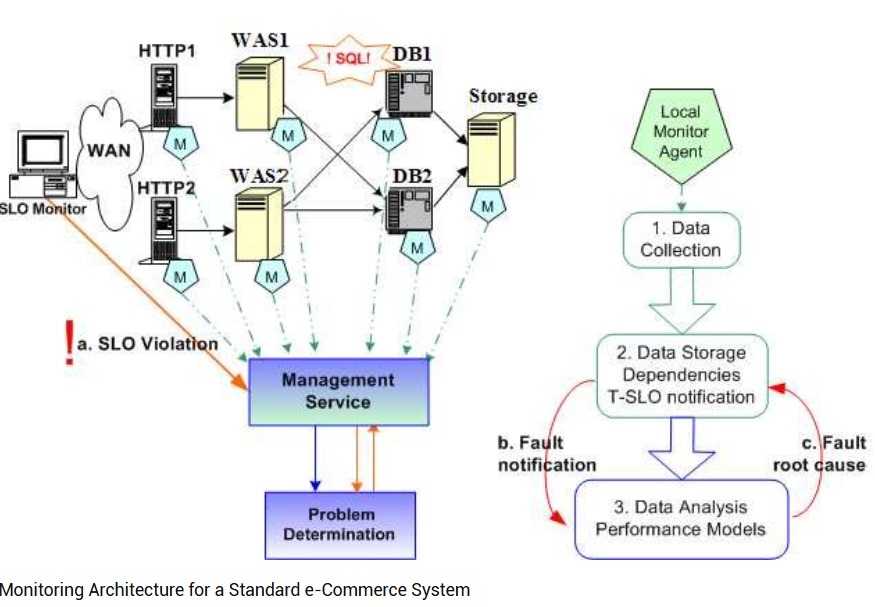 HTTP1
WAS1
! SQL!
DB1
Storage
WAN
M
M
M
SLO Monitor
HTTP2
WAS2
DB2
M
M
M
M
! a. SLO Violation
Management
Service
Problem
Determination
Local
Monitor
Agent
1. Data
Collection
2. Data Storage
Dependencies
T-SLO notification
b. Fault
notification
c. Fault
root cause
3. Data Analysis
Performance Models
Monitoring Architecture for a Standard e-Commerce System